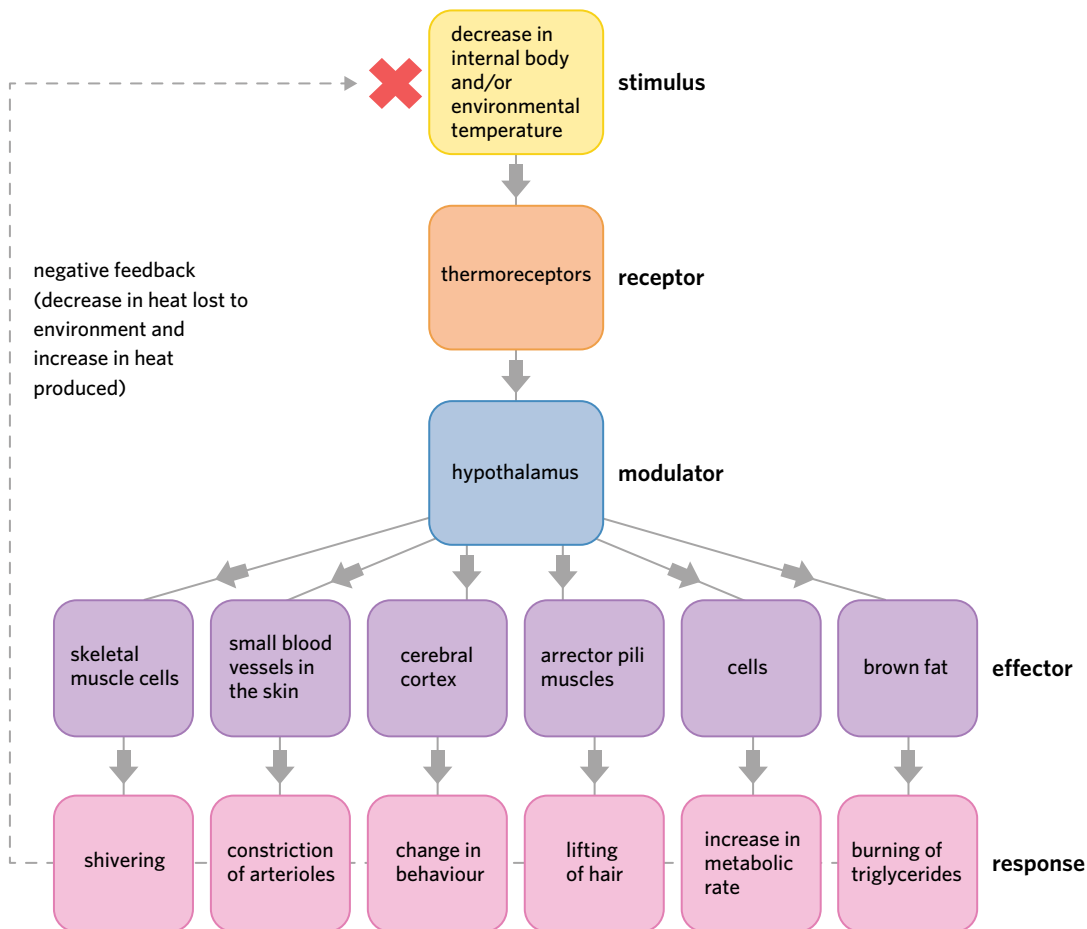 decrease in
internal body
and/or
environmental
temperature
stimulus
thermoreceptors
receptor
negative feedback
(decrease in heat lost to
environment and
increase in heat
produced)
hypothalamus
modulator
skeletal
muscle cells
small blood
vessels in
the skin
cerebral
cortex
arrector pili
muscles
cells
brown fat
effector
shivering
constriction
of arterioles
change in
behaviour
lifting
of hair
increase in
metabolic
rate
burning of
triglycerides
response